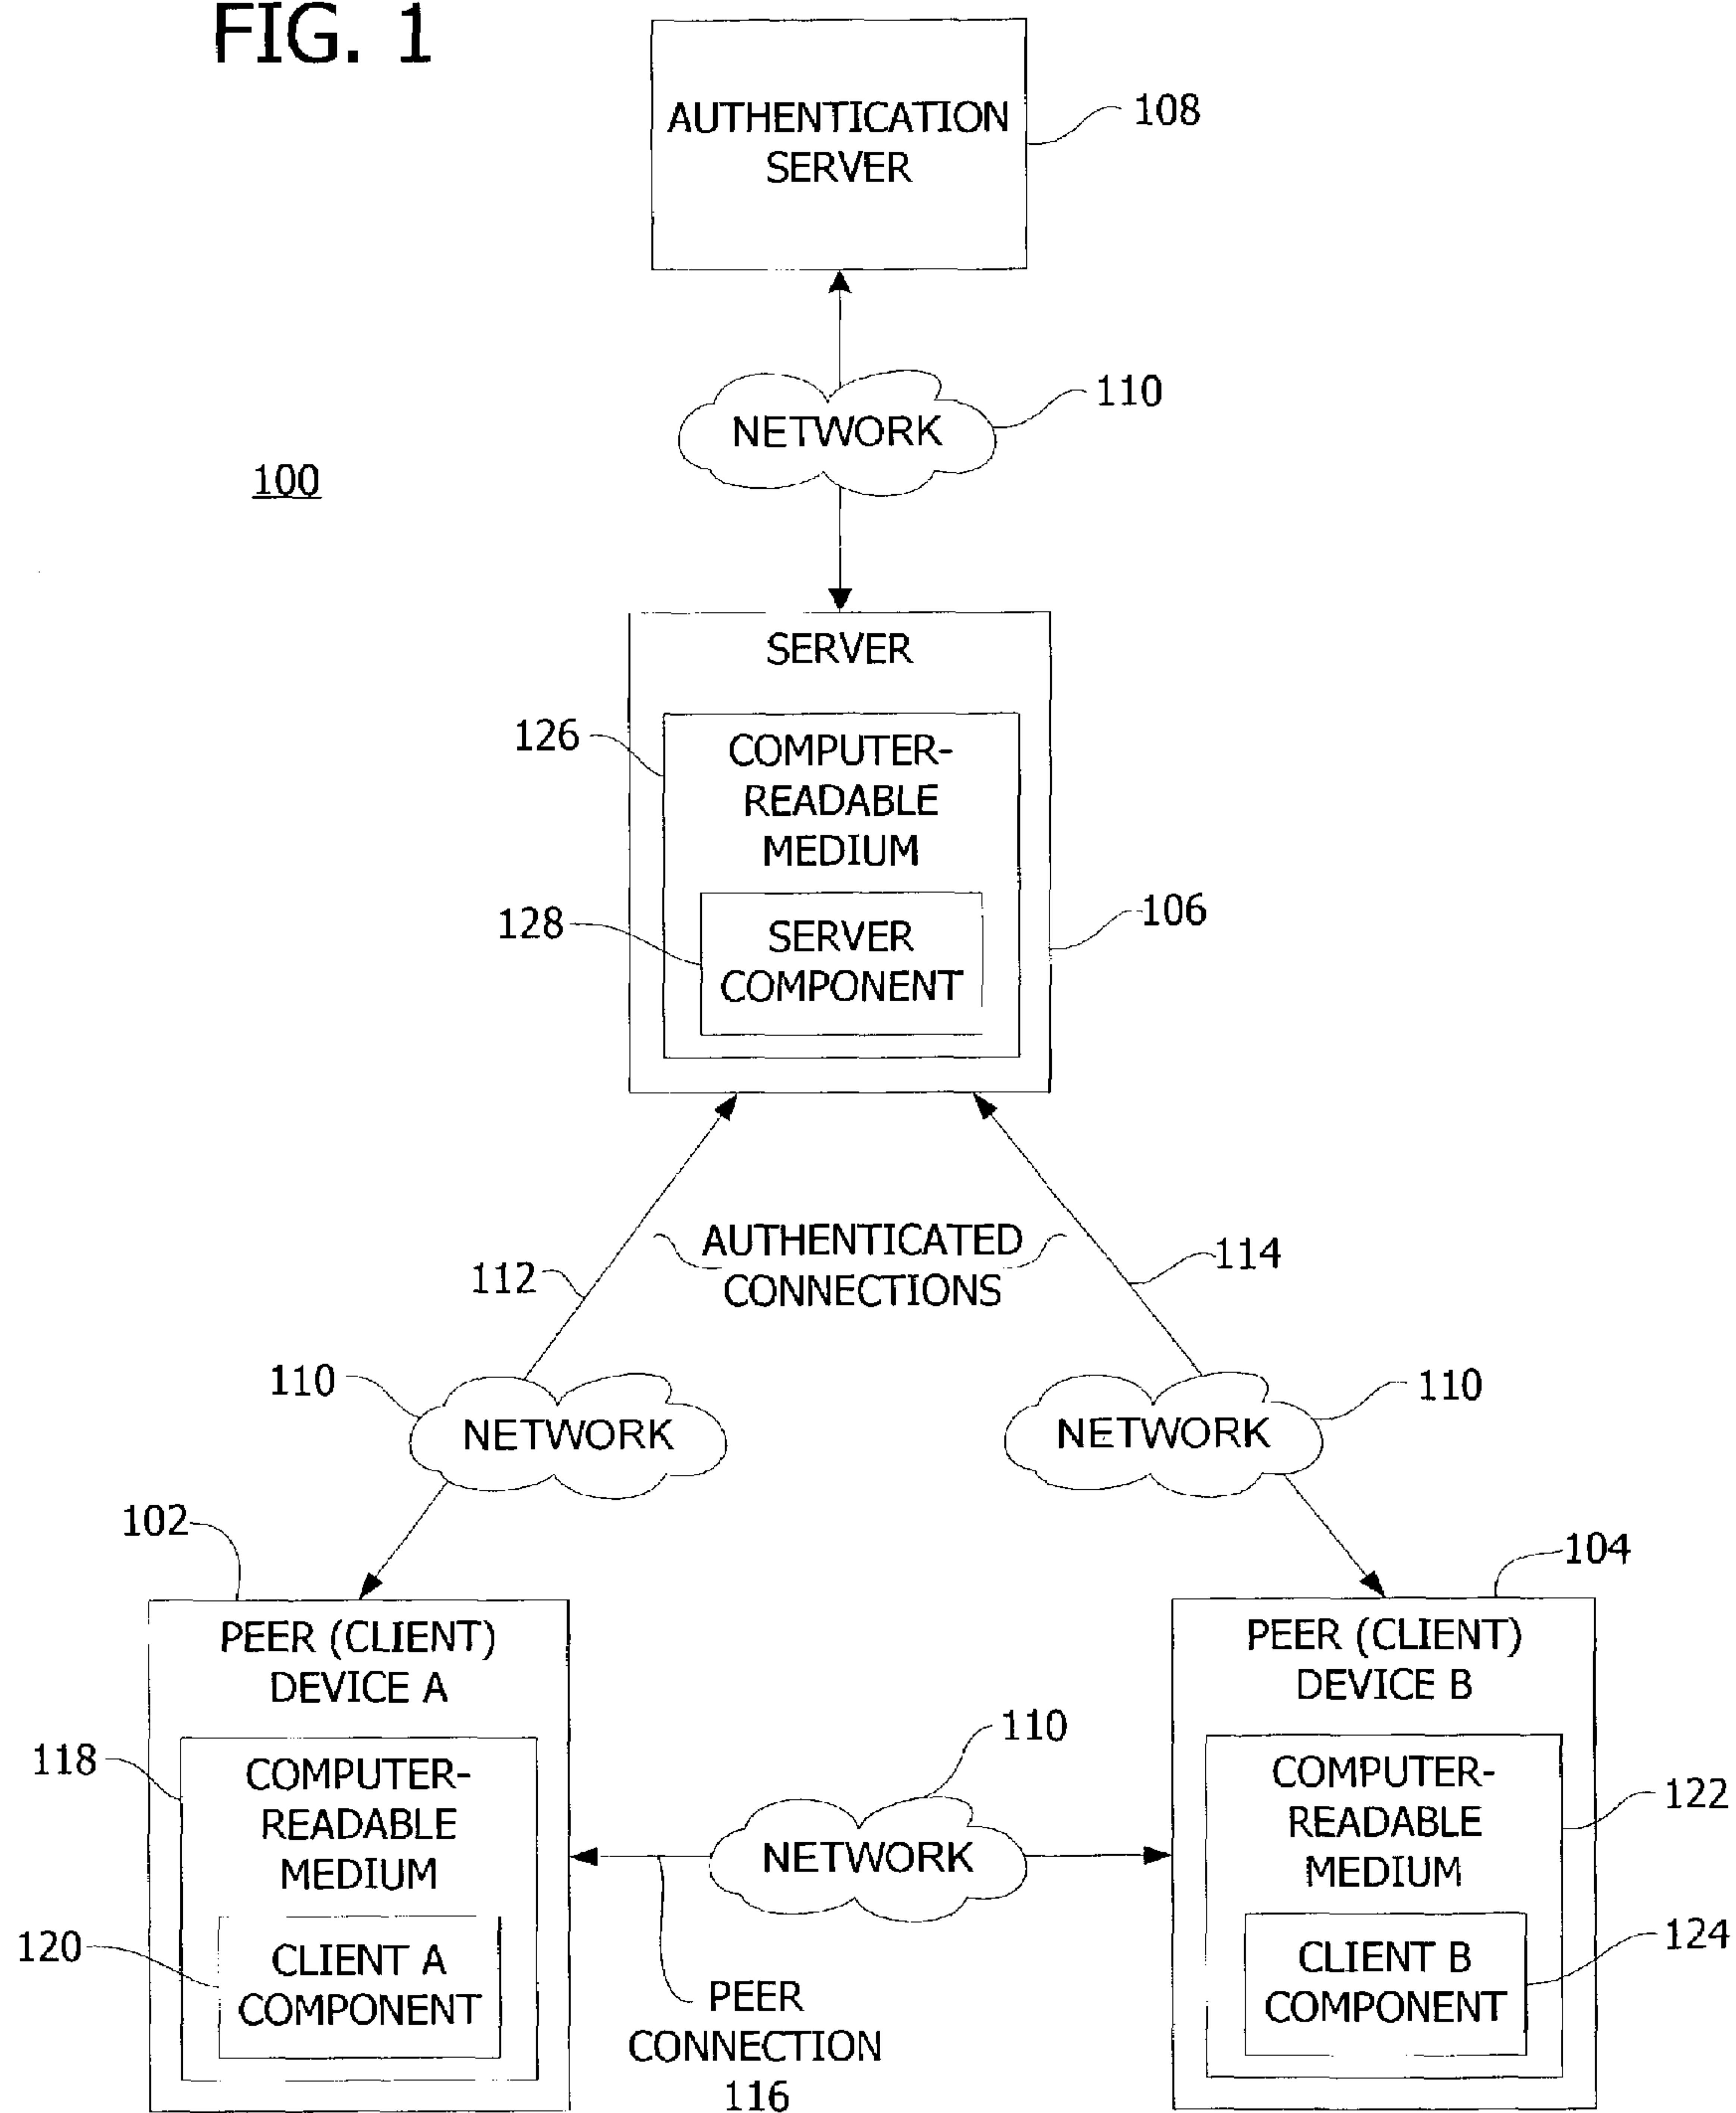 FIG. 1
AUTHENTICATION
SERVER
108
NETWORK
110
100
SERVER
126
COMPUTER-
READABLE
MEDIUM
128
SERVER
COMPONENT
106
AUTHENTICATED
CONNECTIONS
112
114
110
NETWORK
NETWORK
110
102
104
PEER (CLIENT)
DEVICE A
PEER (CLIENT)
DEVICE B
118
COMPUTER-
READABLE
MEDIUM
110
NETWORK
COMPUTER-
READABLE
MEDIUM
122
120
CLIENT A
COMPONENT
PEER
CONNECTION
116
CLIENT B
COMPONENT
124